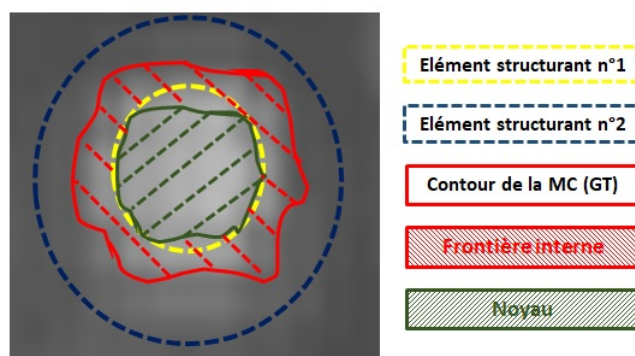 Elément structurant n°1
Elément structurant n°2
Contour de la MC (GT)
Frontière interne
Noyau